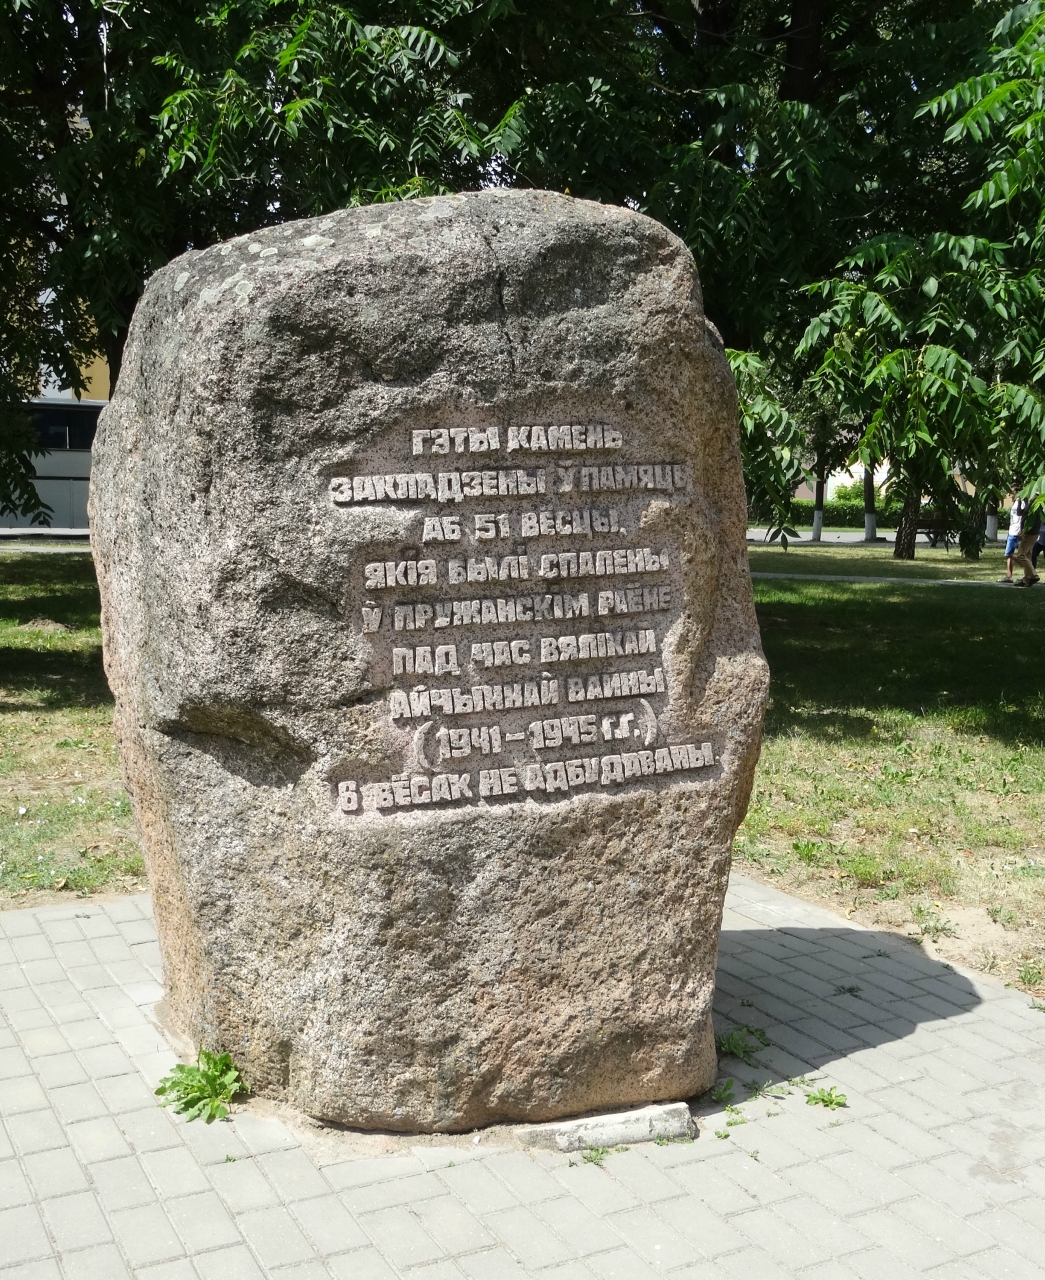 ГЭТЫ КАМЕНЬ
ЗАКЛАДЗЕНЫ Ў ПАМЯЦЬ
АБ 51 ВЁСЦЫ,
ЯКІЯ БЫЛІ СПАЛЕНЫ
Ў ПРУЖАНСКІМ РАЁНЕ
ПАД ЧАС ВЯЛІКАЙ
АЙЧЫННАЙ ВАЙНЫ
(1941-1945 г.г.)
6 ВЁСАК НЕ АДБУДАВАНЫ.